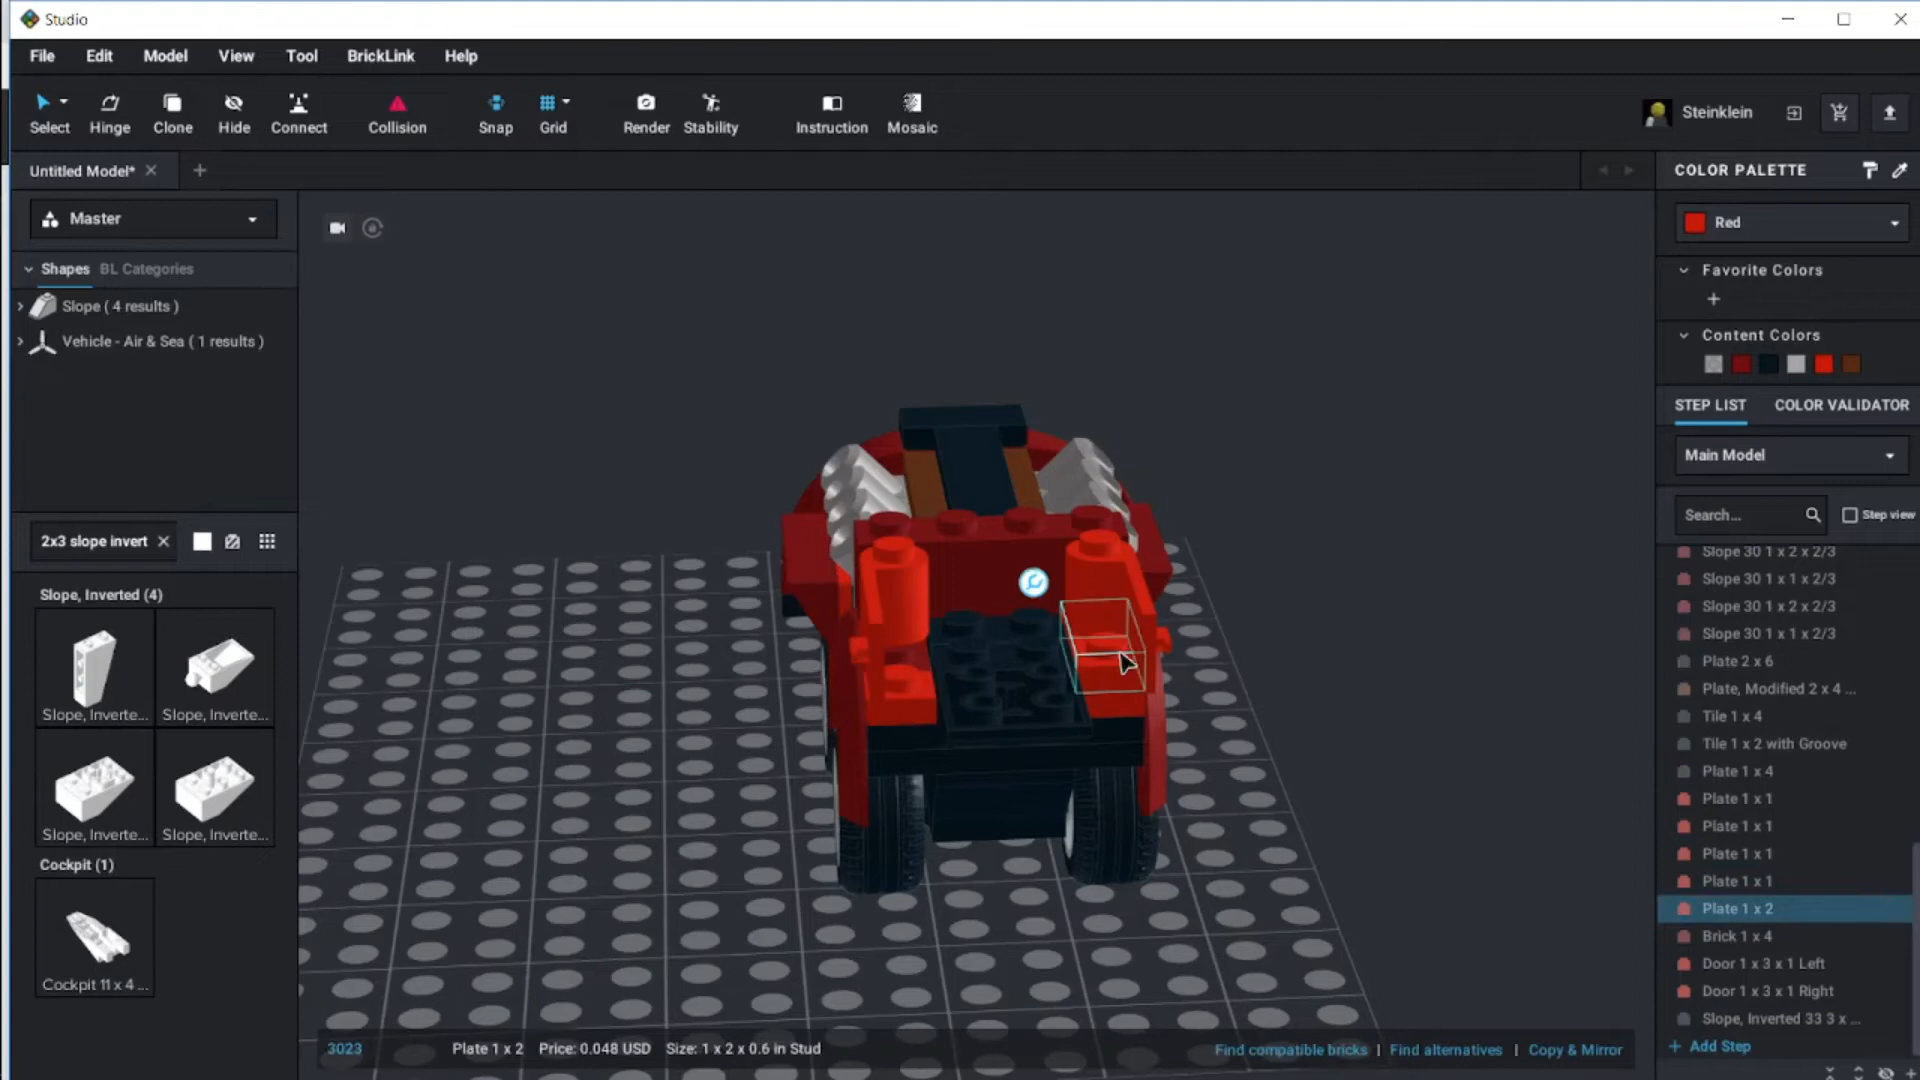 Studio
File Edit Model View Tool BrickLink Help
Select Hinge Clone Hide Connect Collision Snap Grid Render Stability Instruction Mosaic
Steinklein
Untitled Model*
COLOR PALETTE
Master
Red
Shapes BL Categories
Favorite Colors
Slope ( 4 results )
Vehicle - Air & Sea ( 1 results )
Content Colors
STEP LIST COLOR VALIDATOR
Main Model
Search... Step view
2x3 slope invert
Slope, Inverted (4)
Slope, Inverte... Slope, Inverte...
Slope, Inverte... Slope, Inverte...
Cockpit (1)
Cockpit 11 x 4 ...
Slope 30 1 x 2 x 2/3
Slope 30 1 x 1 x 2/3
Slope 30 1 x 2 x 2/3
Slope 30 1 x 1 x 2/3
Plate 2 x 6
Plate, Modified 2 x 4 ...
Tile 1 x 4
Tile 1 x 2 with Groove
Plate 1 x 4
Plate 1 x 1
Plate 1 x 1
Plate 1 x 1
Plate 1 x 1
Plate 1 x 2
Brick 1 x 4
Door 1 x 3 x 1 Left
Door 1 x 3 x 1 Right
Slope, Inverted 33 3 x ...
+ Add Step
3023 Plate 1 x 2 Price: 0.048 USD Size: 1 x 2 x 0.6 in Stud
Find compatible bricks | Find alternatives | Copy & Mirror